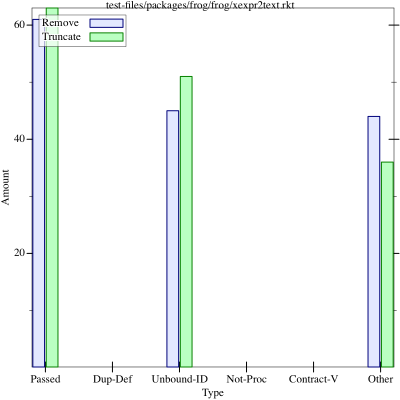 test-files/packages/frog/frog/xexpr2text.rkt
Remove
Truncate
60
40
20
Amount
Passed Dup-Def Unbound-ID Not-Proc Contract-V Other
Type